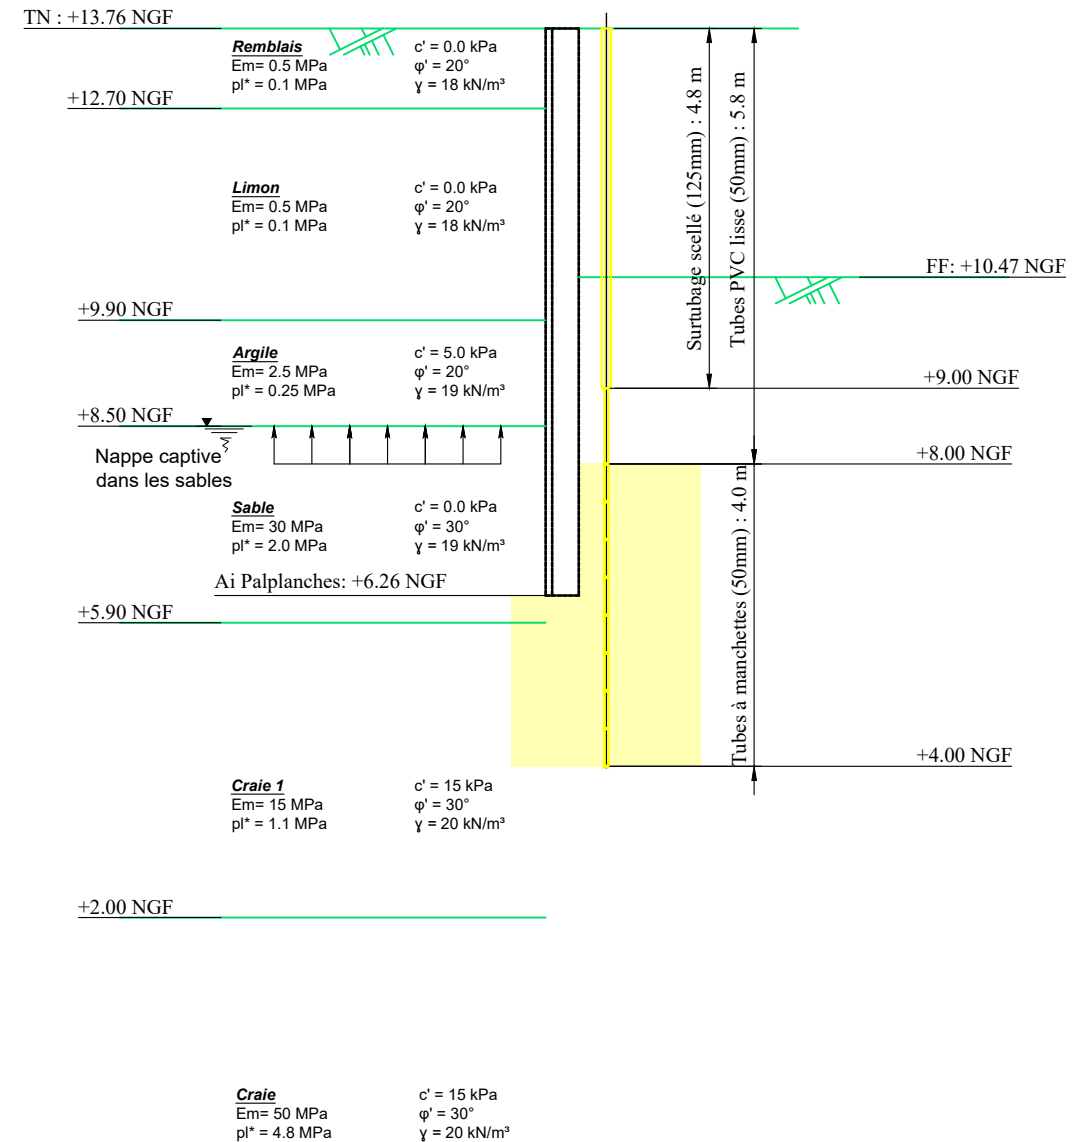 TN : +13.76 NGF
Remblais
Em= 0.5 MPa
pl* = 0.1 MPa
c' = 0.0 kPa
φ' = 20°
γ = 18 kN/m³
+12.70 NGF
Limon
Em= 0.5 MPa
pl* = 0.1 MPa
c' = 0.0 kPa
φ' = 20°
γ = 18 kN/m³
Surtubage scellé (125mm) : 4.8 m
Tubes PVC lisse (50mm) : 5.8 m
FF: +10.47 NGF
+9.90 NGF
Argile
Em= 2.5 MPa
pl* = 0.25 MPa
c' = 5.0 kPa
φ' = 20°
γ = 19 kN/m³
+9.00 NGF
+8.50 NGF
Nappe captive
dans les sables
+8.00 NGF
Sable
Em= 30 MPa
pl* = 2.0 MPa
c' = 0.0 kPa
φ' = 30°
γ = 19 kN/m³
Tubes à manchettes (50mm) : 4.0 m
Ai Palplanches: +6.26 NGF
+5.90 NGF
+4.00 NGF
Craie 1
Em= 15 MPa
pl* = 1.1 MPa
c' = 15 kPa
φ' = 30°
γ = 20 kN/m³
+2.00 NGF
Craie
Em= 50 MPa
pl* = 4.8 MPa
c' = 15 kPa
φ' = 30°
γ = 20 kN/m³